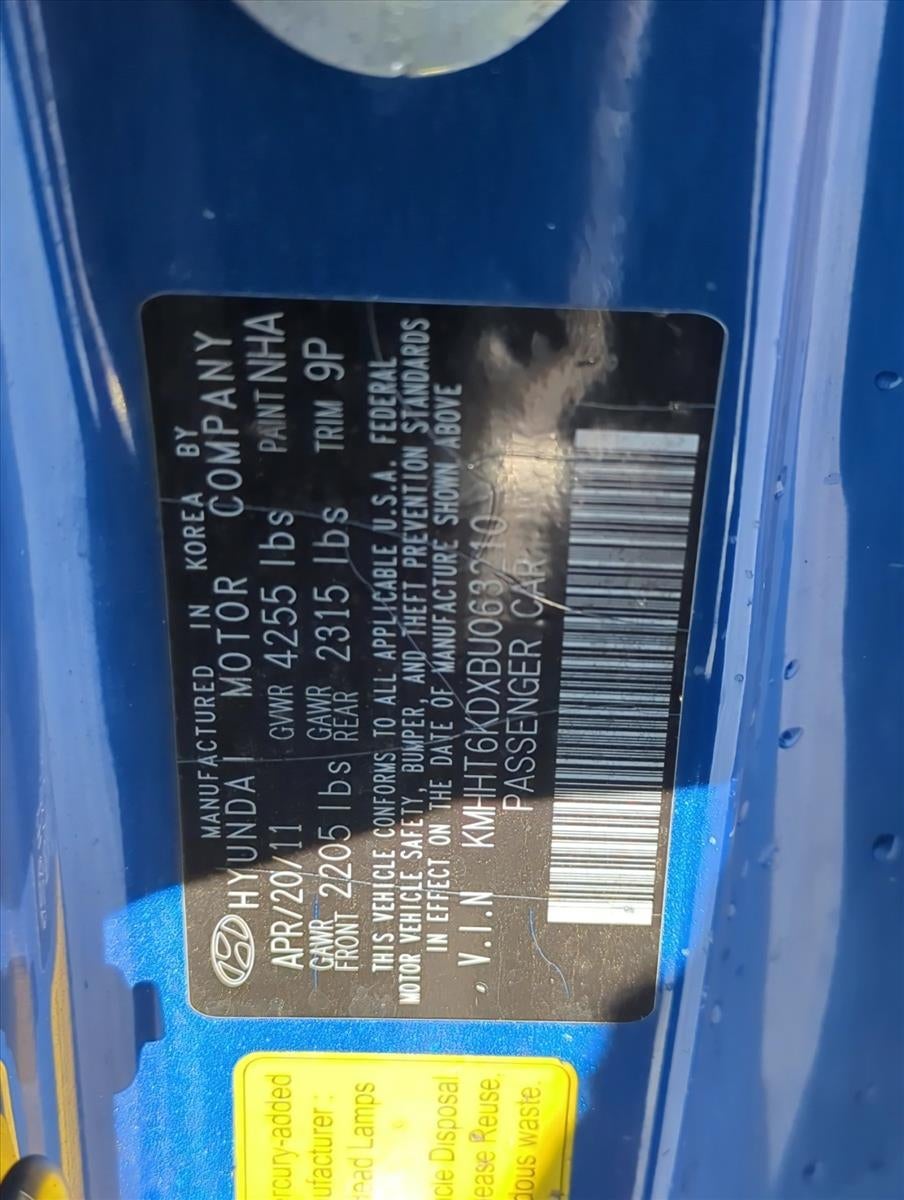 MANUFACTURED IN KOREA BY
HYUNDAI MOTOR COMPANY
APR/20/11 GVWR 4255 lbs PAINT NHA
GAWR FRONT 2205 lbs GAWR REAR 2315 lbs TRIM 9P
THIS VEHICLE CONFORMS TO ALL APPLICABLE U.S.A. FEDERAL
MOTOR VEHICLE SAFETY, BUMPER, AND THEFT PREVENTION STANDARDS
IN EFFECT ON THE DATE OF MANUFACTURE SHOWN ABOVE
V.I.N KMHHT6KDXBU063210
PASSENGER CAR
rcury-added
ufacturer :
ead Lamps
icle Disposal
ease Reuse,
dous waste.